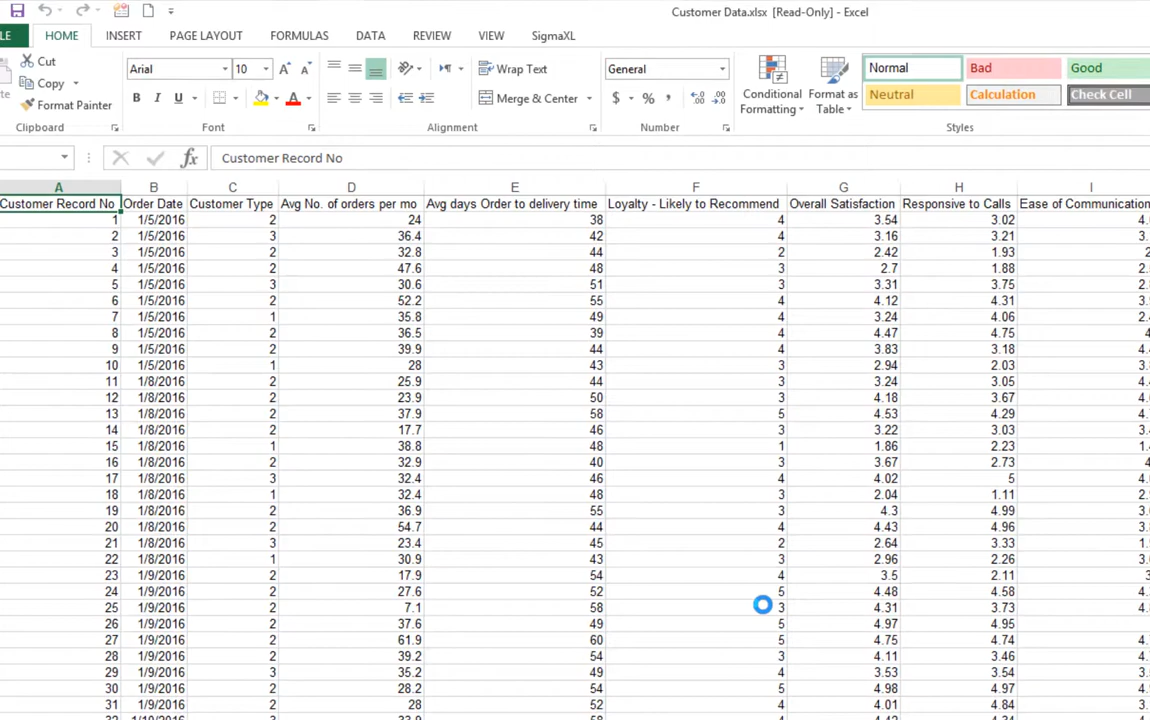 Customer Data.xlsx [Read-Only] - Excel
LE HOME INSERT PAGE LAYOUT FORMULAS DATA REVIEW VIEW SigmaXL
Cut
Copy
Format Painter
Clipboard
Arial 10
B I U A
Font
Wrap Text
Merge & Center
Alignment
General
$ % ,
Number
Conditional Formatting
Format as Table
Normal Bad Good
Neutral Calculation Check Cell
Styles
fx Customer Record No
A B C D E F G H I
Customer Record No Order Date Customer Type Avg No. of orders per mo Avg days Order to delivery time Loyalty - Likely to Recommend Overall Satisfaction Responsive to Calls Ease of Communication
1 1/5/2016 2 24 38 4 3.54 3.02
2 1/5/2016 3 36.4 42 4 3.16 3.21
3 1/5/2016 2 32.8 44 2 2.42 1.93
4 1/5/2016 2 47.6 48 3 2.7 1.88
5 1/5/2016 3 30.6 51 3 3.31 3.75
6 1/5/2016 2 52.2 55 4 4.12 4.31
7 1/5/2016 1 35.8 49 4 3.24 4.06
8 1/5/2016 2 36.5 39 4 4.47 4.75
9 1/5/2016 2 39.9 44 4 3.83 3.18
10 1/5/2016 1 28 43 3 2.94 2.03
11 1/8/2016 2 25.9 44 3 3.24 3.05
12 1/8/2016 2 23.9 50 3 4.18 3.67
13 1/8/2016 2 37.9 58 5 4.53 4.29
14 1/8/2016 2 17.7 46 3 3.22 3.03
15 1/8/2016 1 38.8 48 1 1.86 2.23
16 1/8/2016 2 32.9 40 3 3.67 2.73
17 1/8/2016 3 32.4 46 4 4.02 5
18 1/8/2016 1 32.4 48 3 2.04 1.11
19 1/8/2016 2 36.9 55 3 4.3 4.99
20 1/8/2016 2 54.7 44 4 4.43 4.96
21 1/8/2016 3 23.4 45 2 2.64 3.33
22 1/8/2016 1 30.9 43 3 2.96 2.26
23 1/9/2016 2 17.9 54 4 3.5 2.11
24 1/9/2016 2 27.6 52 5 4.48 4.58
25 1/9/2016 2 7.1 58 3 4.31 3.73
26 1/9/2016 2 37.6 49 5 4.97 4.95
27 1/9/2016 2 61.9 60 5 4.75 4.74
28 1/9/2016 2 39.2 54 3 4.11 3.46
29 1/9/2016 3 35.2 49 4 3.53 3.54
30 1/9/2016 2 28.2 54 5 4.98 4.97
31 1/9/2016 2 28 52 4 4.01 4.84